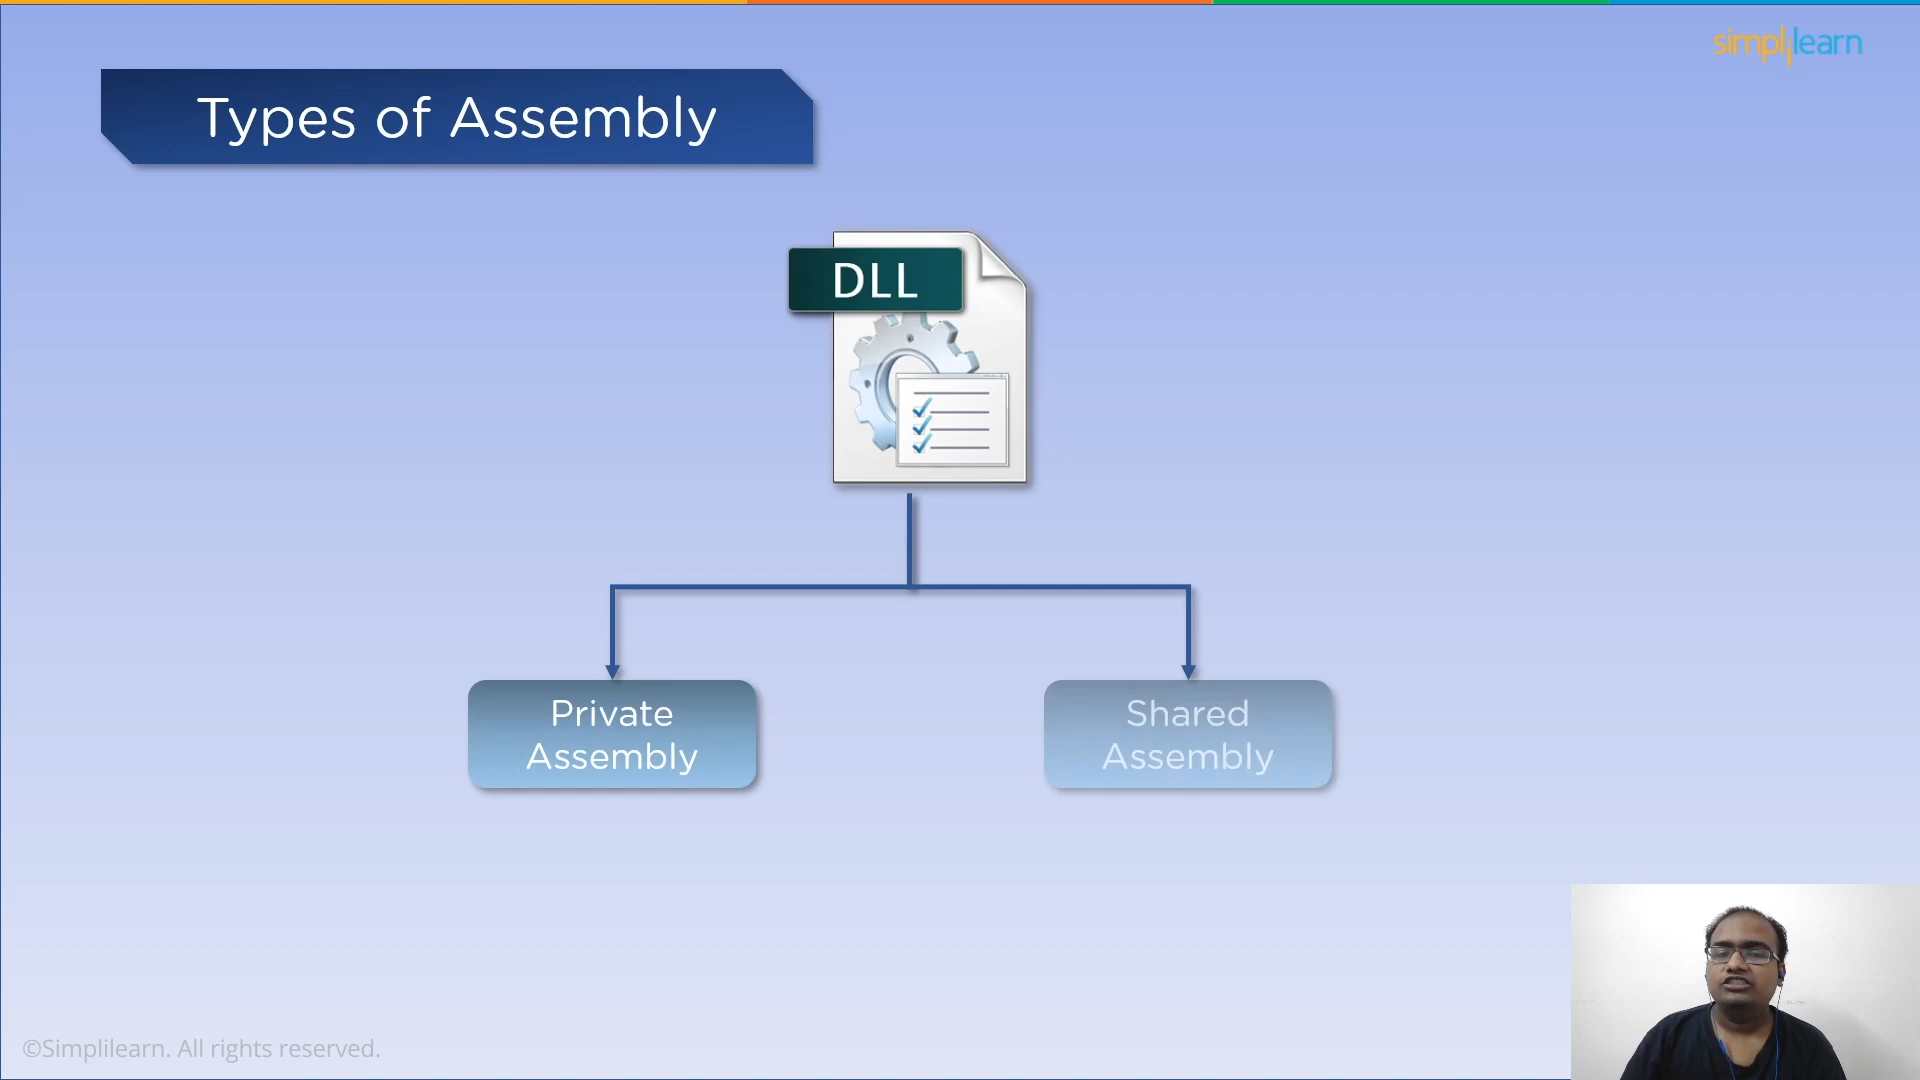 simplilearn
Types of Assembly
DLL
Private
Assembly
Shared
Assembly
©Simplilearn. All rights reserved.